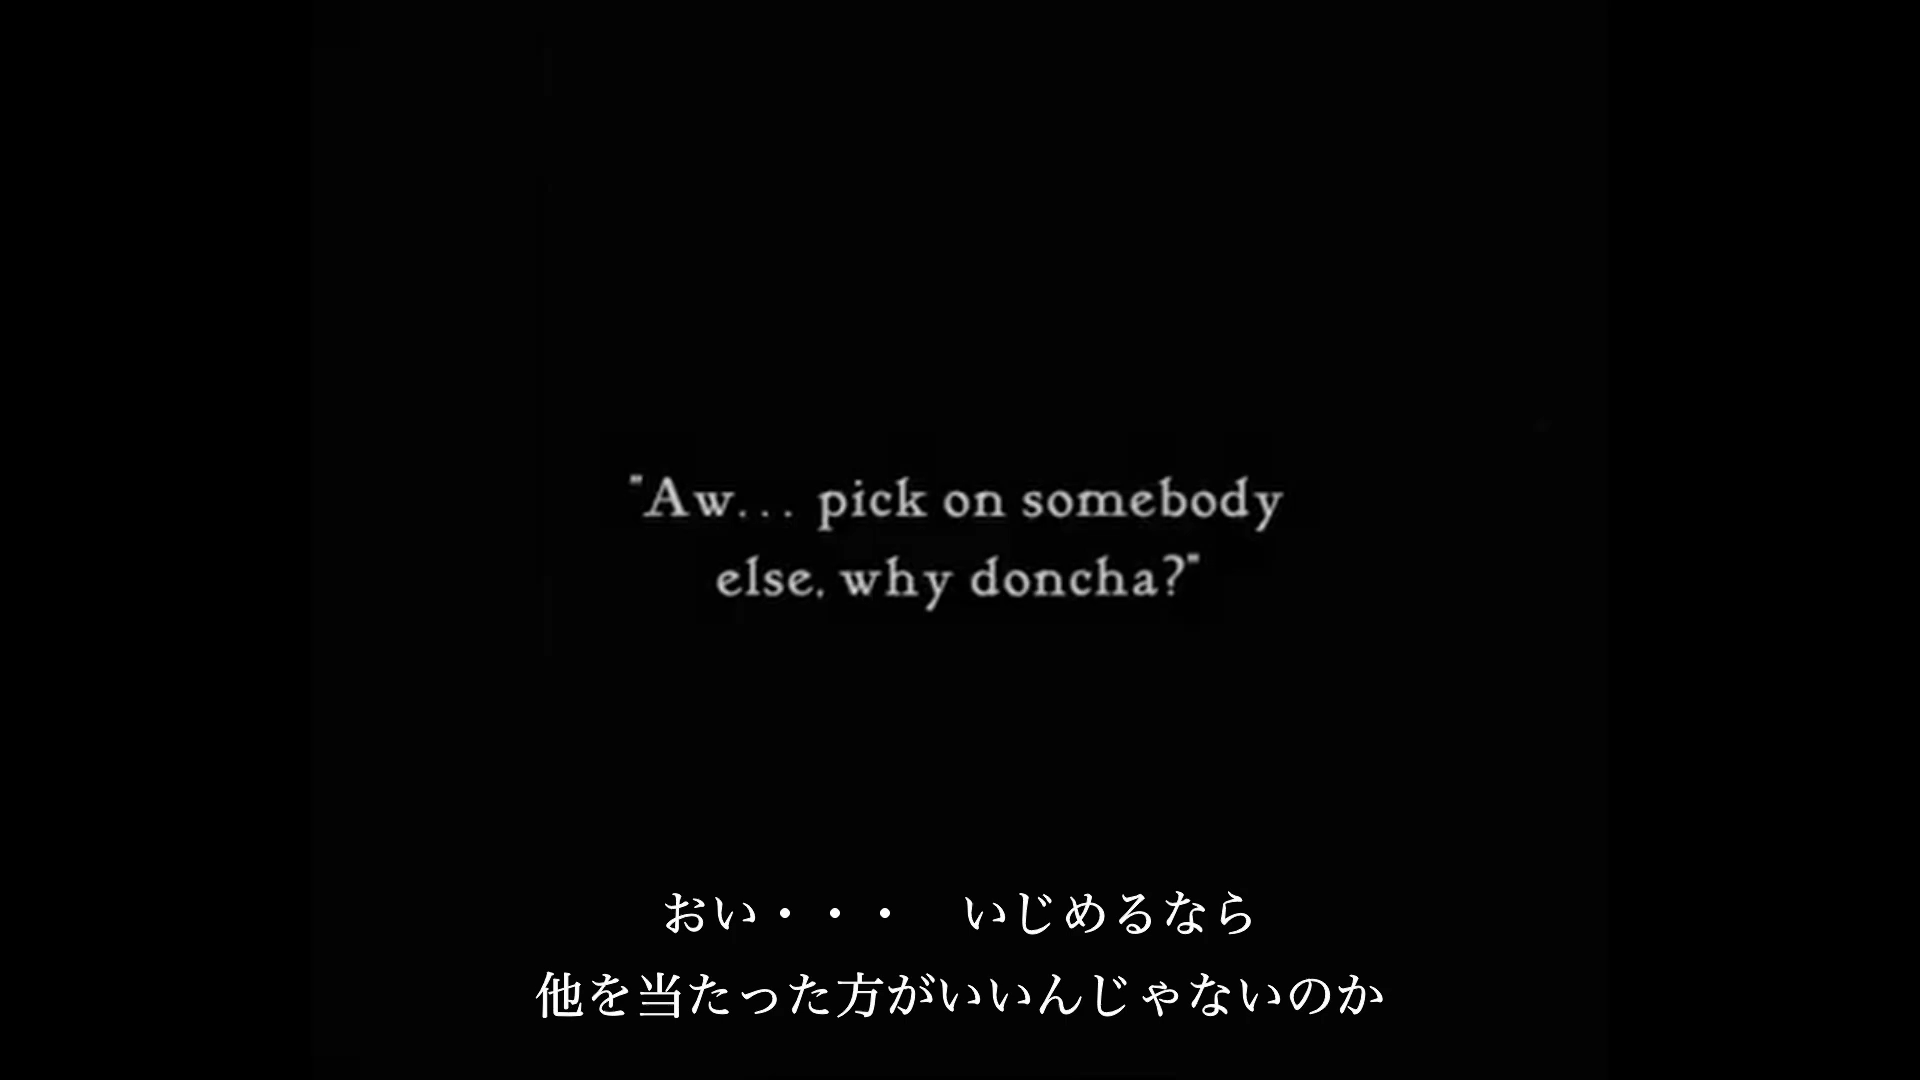 "Aw... pick on somebody
else, why doncha?"
おい・・・　いじめるなら
他を当たった方がいいんじゃないのか